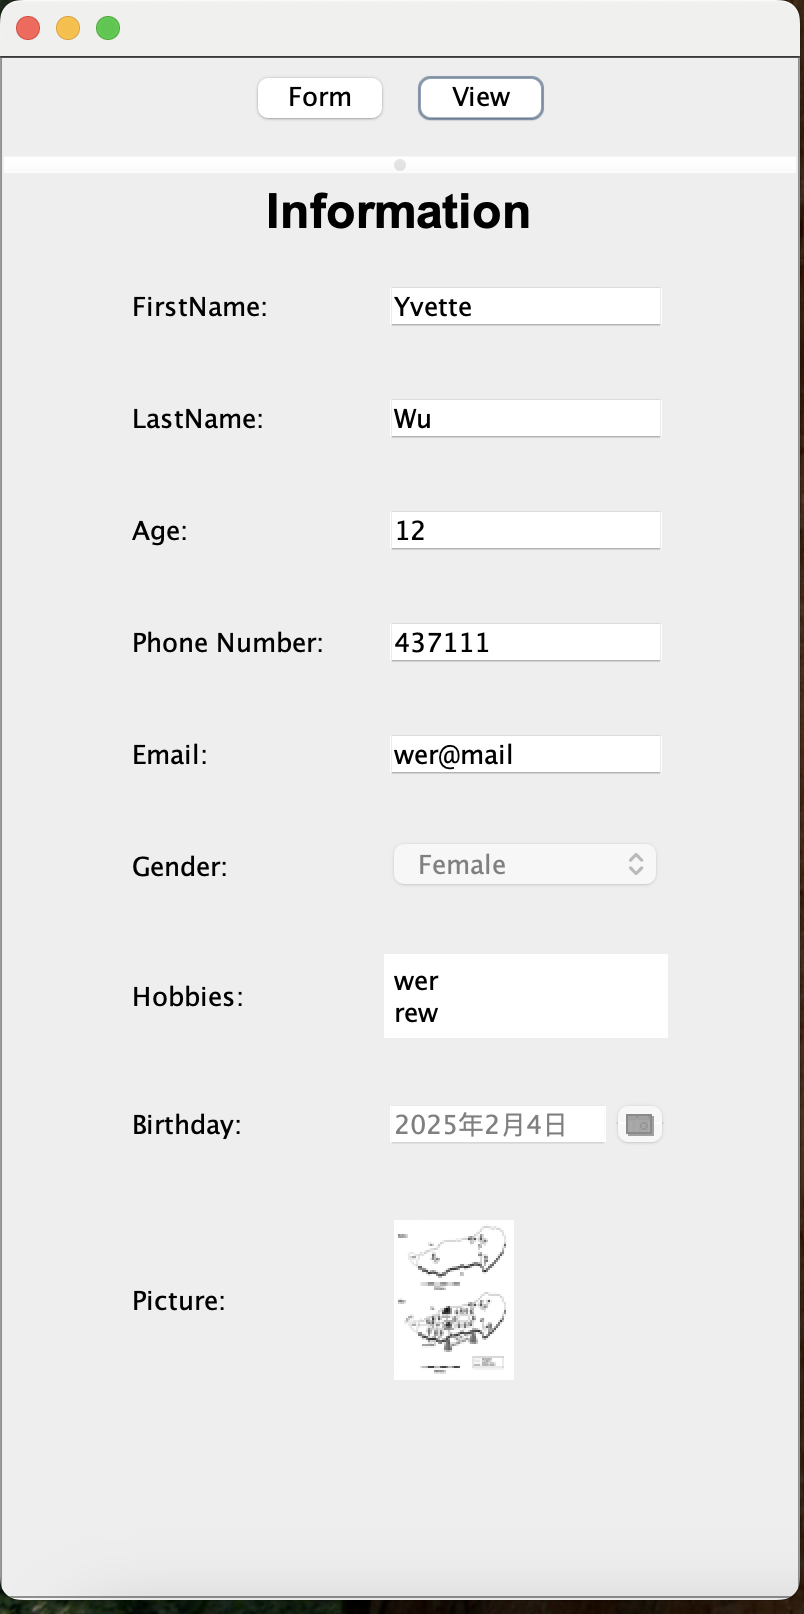 Form View
Information
FirstName: Yvette
LastName: Wu
Age: 12
Phone Number: 437111
Email: wer@mail
Gender: Female
Hobbies: wer
rew
Birthday: 2025年2月4日
Picture: